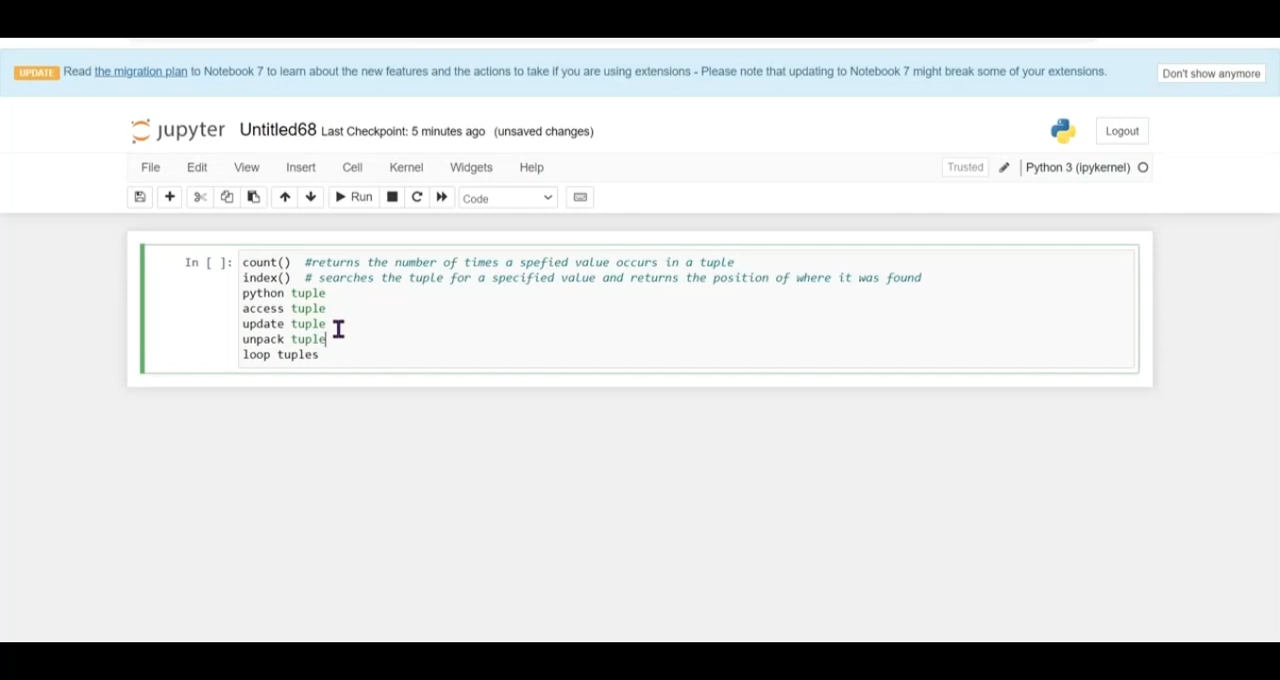 UPDATE Read the migration plan to Notebook 7 to learn about the new features and the actions to take if you are using extensions - Please note that updating to Notebook 7 might break some of your extensions. Don't show anymore
jupyter Untitled68 Last Checkpoint: 5 minutes ago (unsaved changes) Logout
File Edit View Insert Cell Kernel Widgets Help Trusted Python 3 (ipykernel)
Run Code
In [ ]: count() #returns the number of times a spefied value occurs in a tuple
index() # searches the tuple for a specified value and returns the position of where it was found
python tuple
access tuple
update tuple
unpack tuple
loop tuples